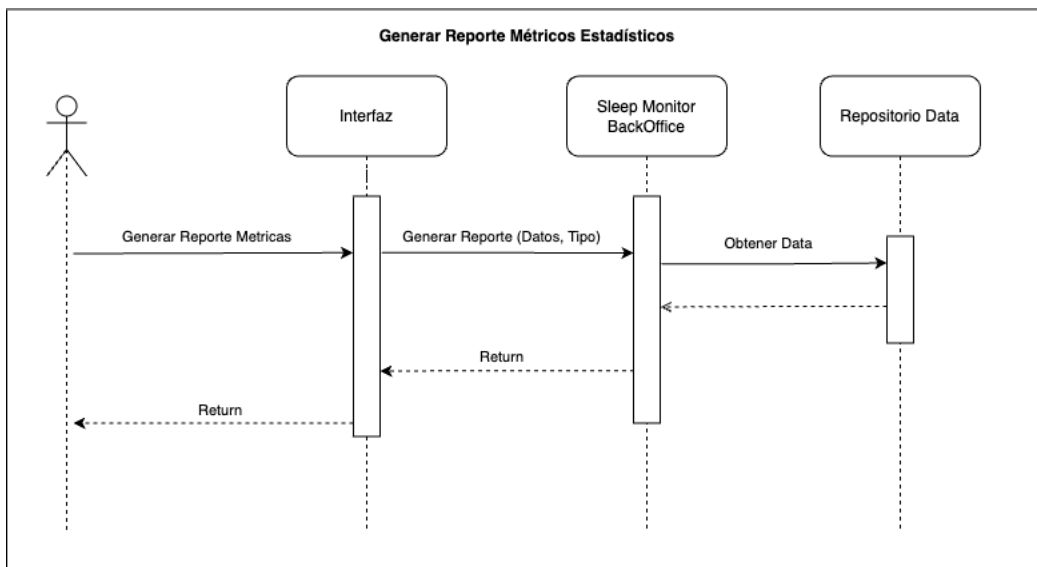 Generar Reporte Métricos Estadísticos
Interfaz
Sleep Monitor
BackOffice
Repositorio Data
Generar Reporte Metricas
Generar Reporte (Datos, Tipo)
Obtener Data
Return
Return